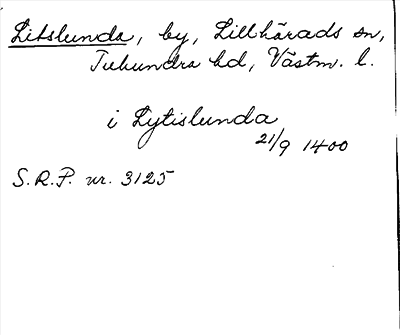 Litslunda, by, Lillhärads sn,
Tuhundra hd, Västm. l.
i Lytislunda
21/9 1400
S.R.P. nr. 3125